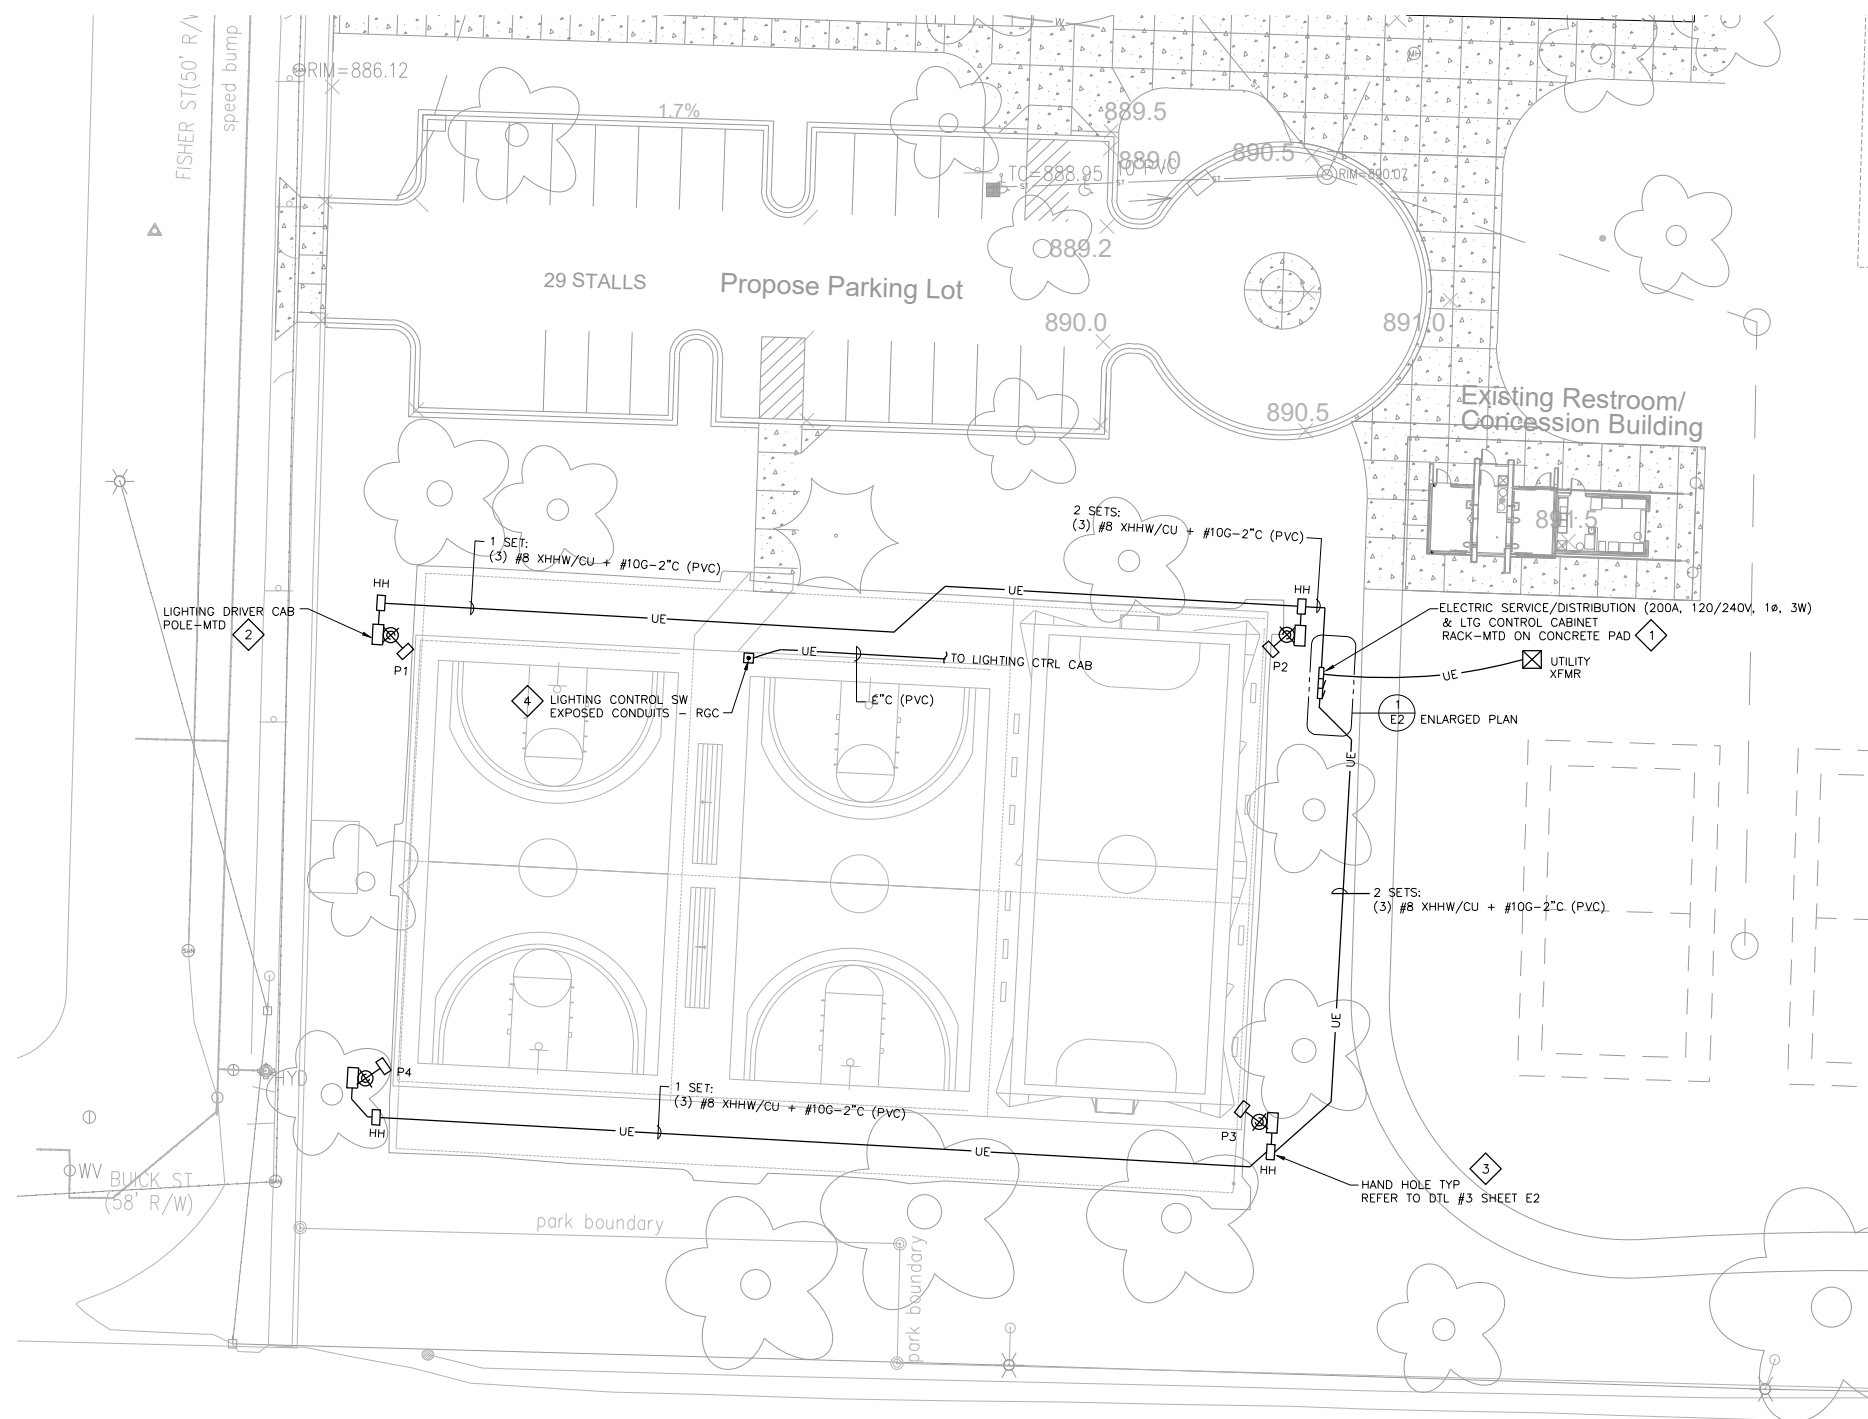 FISHER ST(50' R/W
speed bump
SAN
RIM=886.12
W
MH
1.7%
889.5
889.0
890.5
TC=888.95
10"PVC
RIM=890.07
ST
ST
ST
889.2
29 STALLS
Propose Parking Lot
890.0
891.0
890.5
Existing Restroom/
Concession Building
891.5
2 SETS:
(3) #8 XHHW/CU + #10G-2"C (PVC)
1 SET:
(3) #8 XHHW/CU + #10G-2"C (PVC)
HH
UE
UE
HH
LIGHTING DRIVER CAB
POLE-MTD
2
P1
P2
ELECTRIC SERVICE/DISTRIBUTION (200A, 120/240V, 1ø, 3W)
& LTG CONTROL CABINET
RACK-MTD ON CONCRETE PAD
1
UE
TO LIGHTING CTRL CAB
UE
UTILITY
XFMR
4
LIGHTING CONTROL SW
EXPOSED CONDUITS - RGC
"C (PVC)
1
E2
ENLARGED PLAN
UE
2 SETS:
(3) #8 XHHW/CU + #10G-2"C (PVC)
SAN
UE
HYD
P4
1 SET:
(3) #8 XHHW/CU + #10G-2"C (PVC)
HH
UE
UE
P3
HH
3
HAND HOLE TYP
REFER TO DTL #3 SHEET E2
WV
BUICK ST
(58' R/W)
SAN
park boundary
park boundary